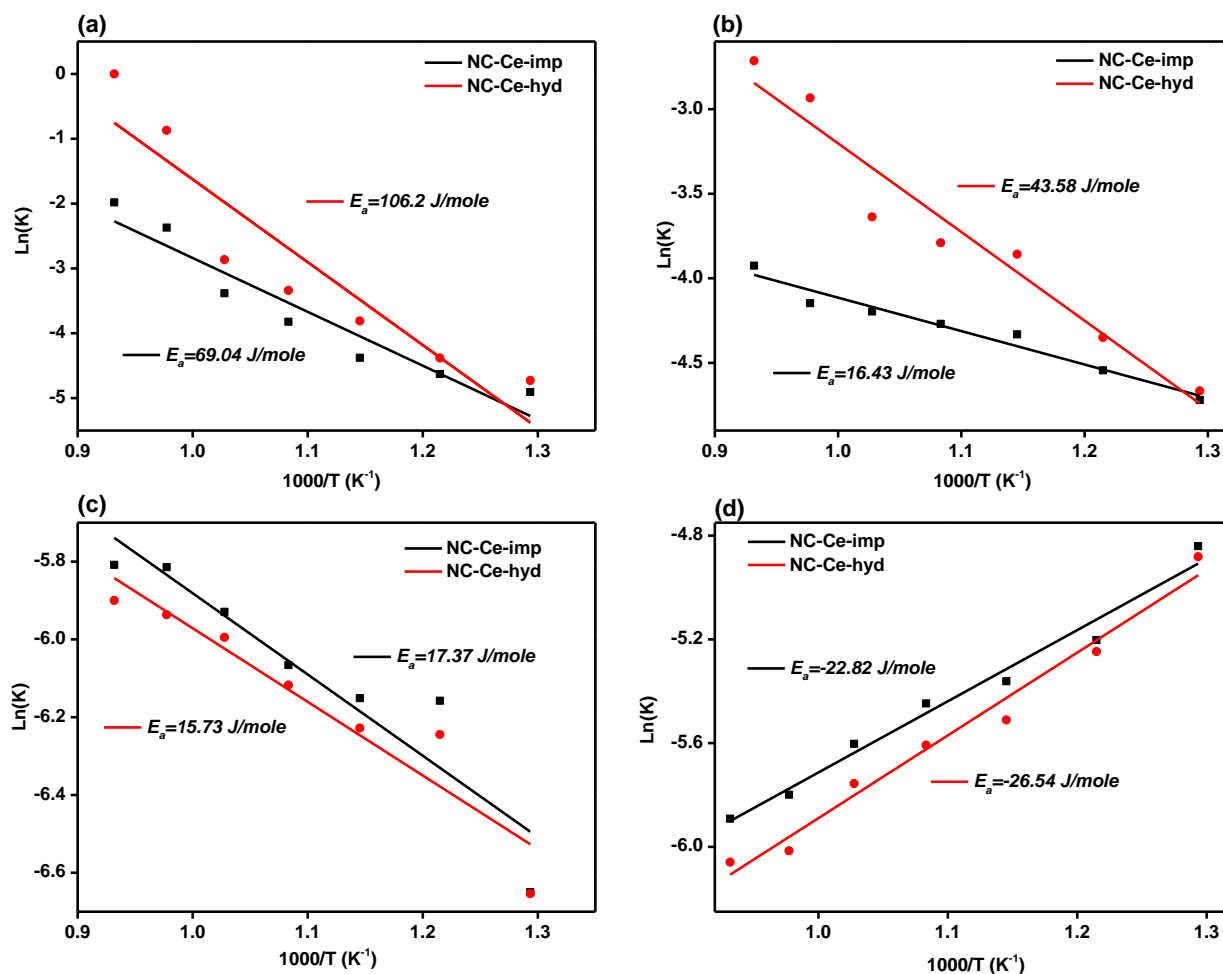 (a)
NC-Ce-imp
NC-Ce-hyd
0
-1
-2
-3
-4
-5
Ln(K)
Eₐ=106.2 J/mole
Eₐ=69.04 J/mole
0.9 1.0 1.1 1.2 1.3
1000/T (K⁻¹)
(b)
NC-Ce-imp
NC-Ce-hyd
-3.0
-3.5
-4.0
-4.5
Ln(K)
Eₐ=43.58 J/mole
Eₐ=16.43 J/mole
0.9 1.0 1.1 1.2 1.3
1000/T (K⁻¹)
(c)
NC-Ce-imp
NC-Ce-hyd
-5.8
-6.0
-6.2
-6.4
-6.6
Ln(K)
Eₐ=17.37 J/mole
Eₐ=15.73 J/mole
0.9 1.0 1.1 1.2 1.3
1000/T (K⁻¹)
(d)
NC-Ce-imp
NC-Ce-hyd
-4.8
-5.2
-5.6
-6.0
Ln(K)
Eₐ=-22.82 J/mole
Eₐ=-26.54 J/mole
1.0 1.1 1.2 1.3
1000/T (K⁻¹)